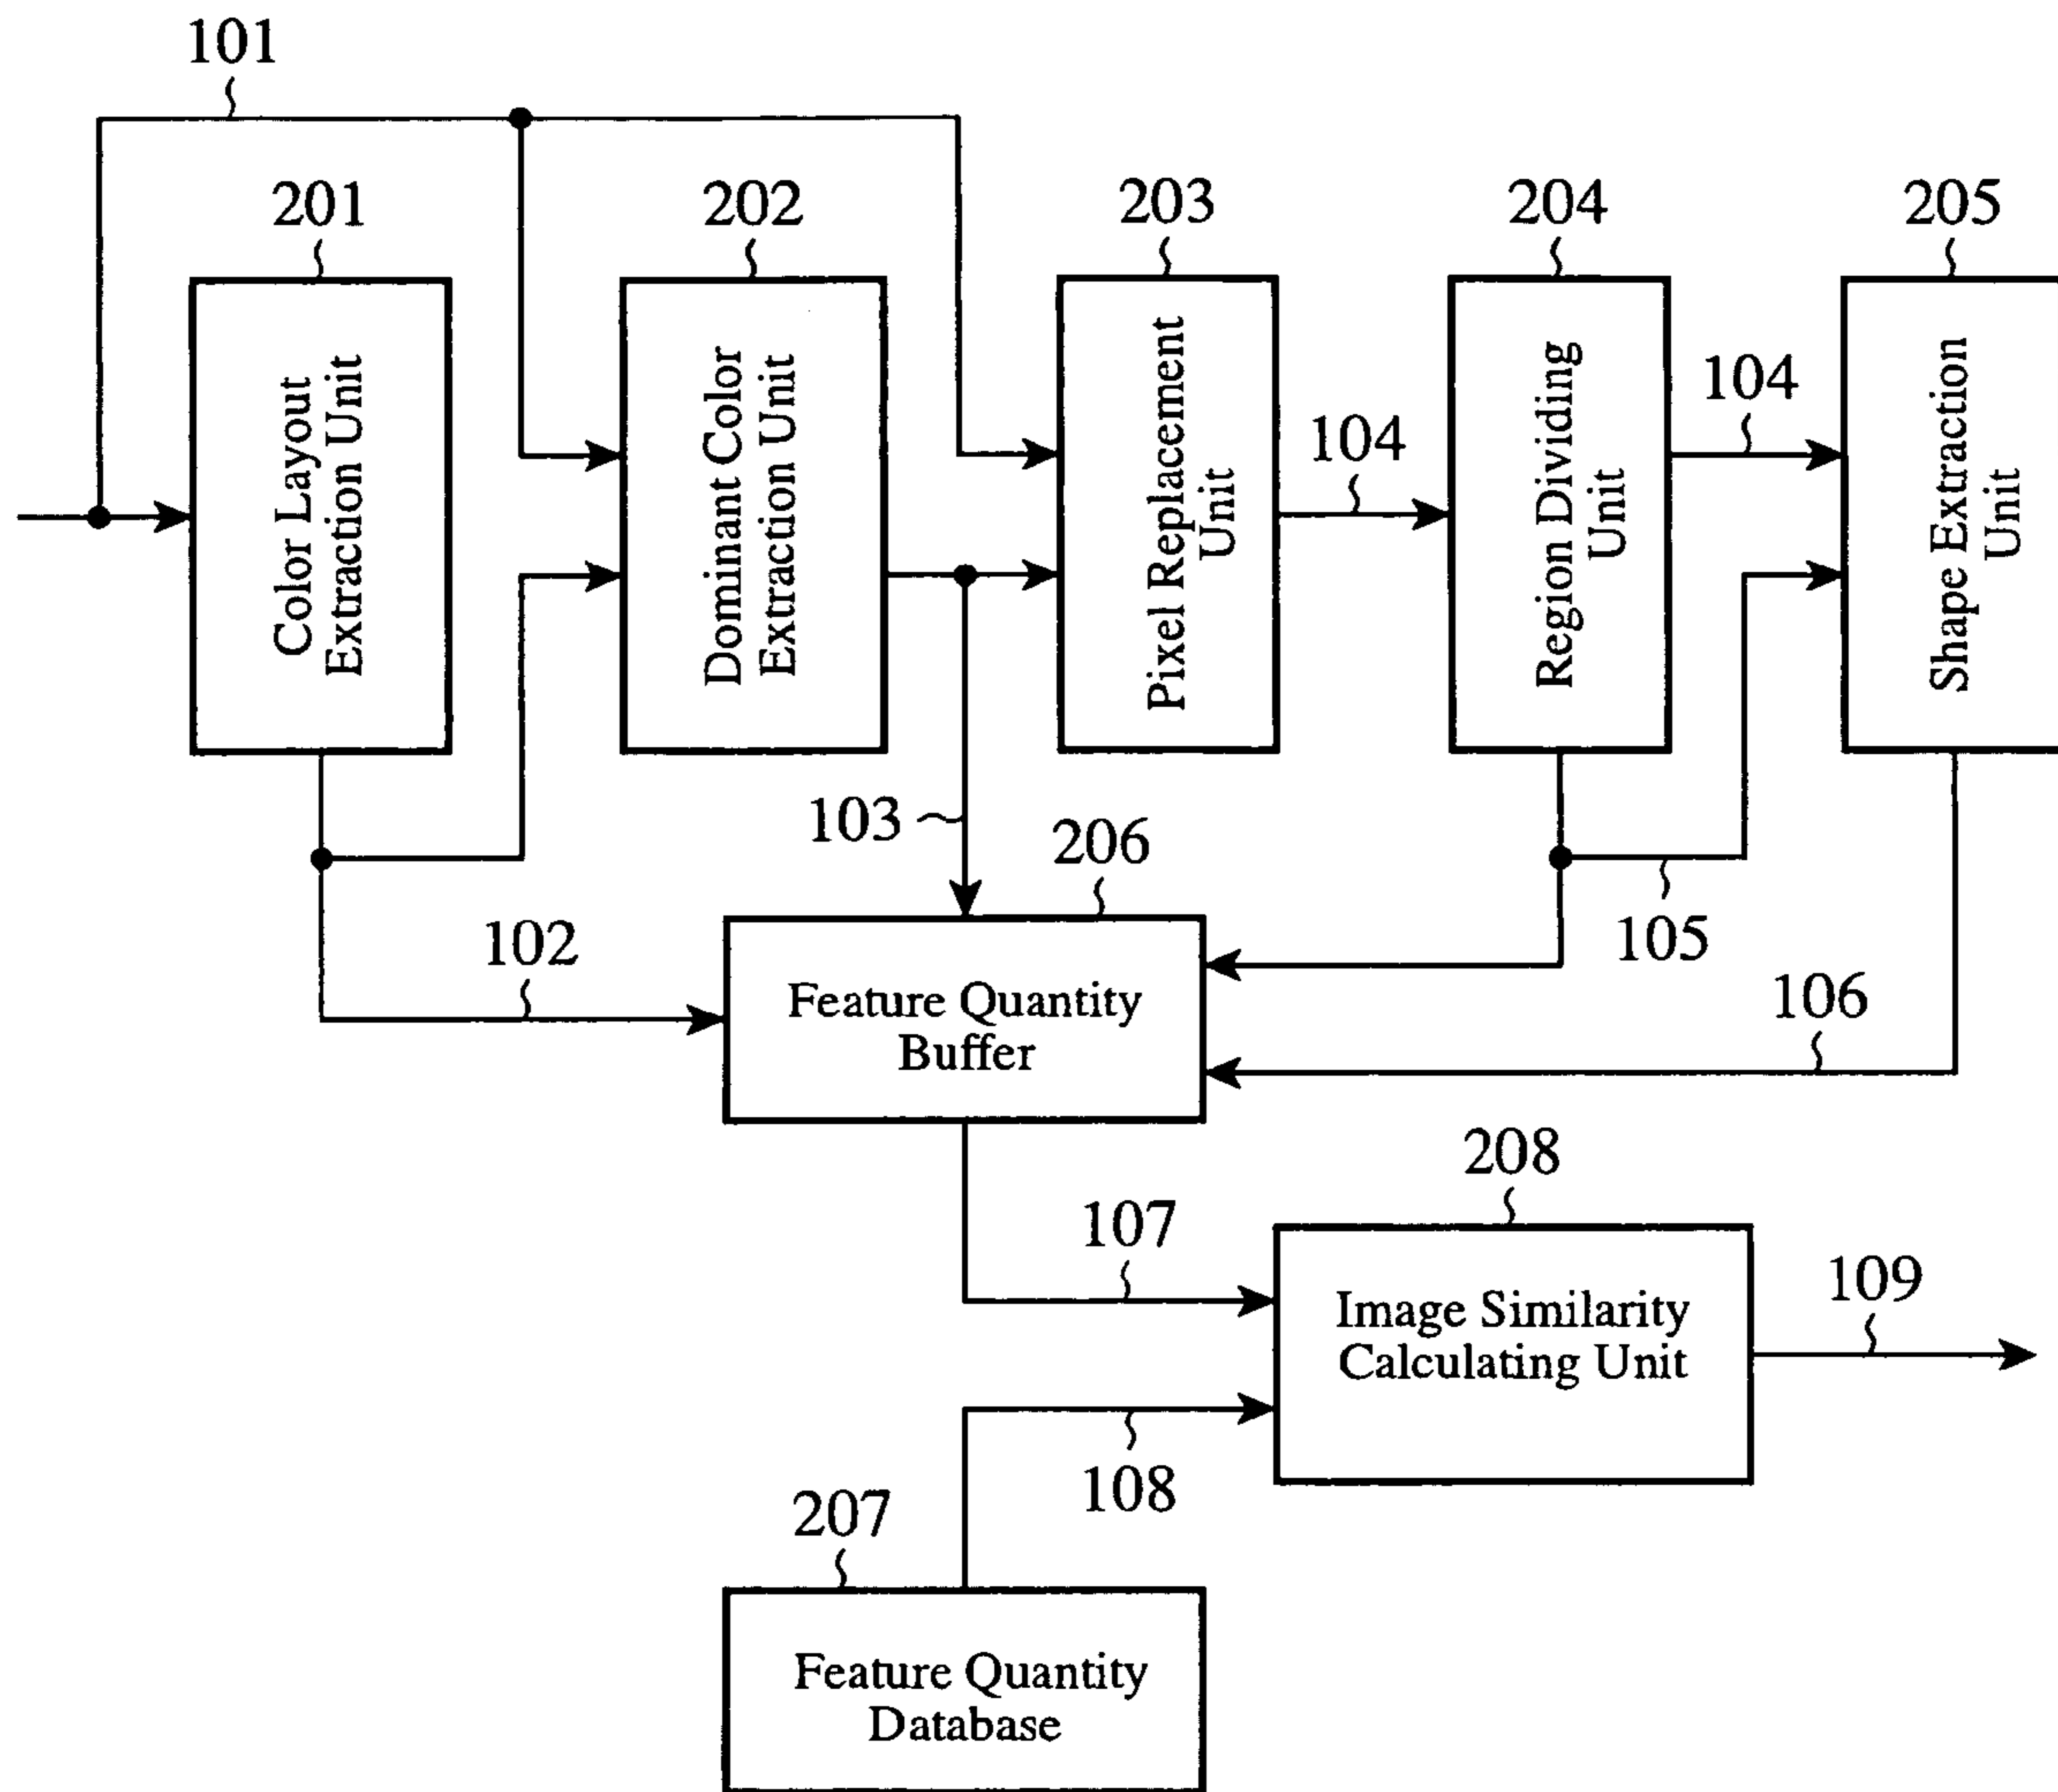 101
201
202
203
204
205
Color Layout
Extraction Unit
Dominant Color
Extraction Unit
Pixel Replacement
Unit
104
Region Dividing
Unit
104
Shape Extraction
Unit
103
206
105
102
106
Feature Quantity
Buffer
208
107
109
Image Similarity
Calculating Unit
108
207
Feature Quantity
Database